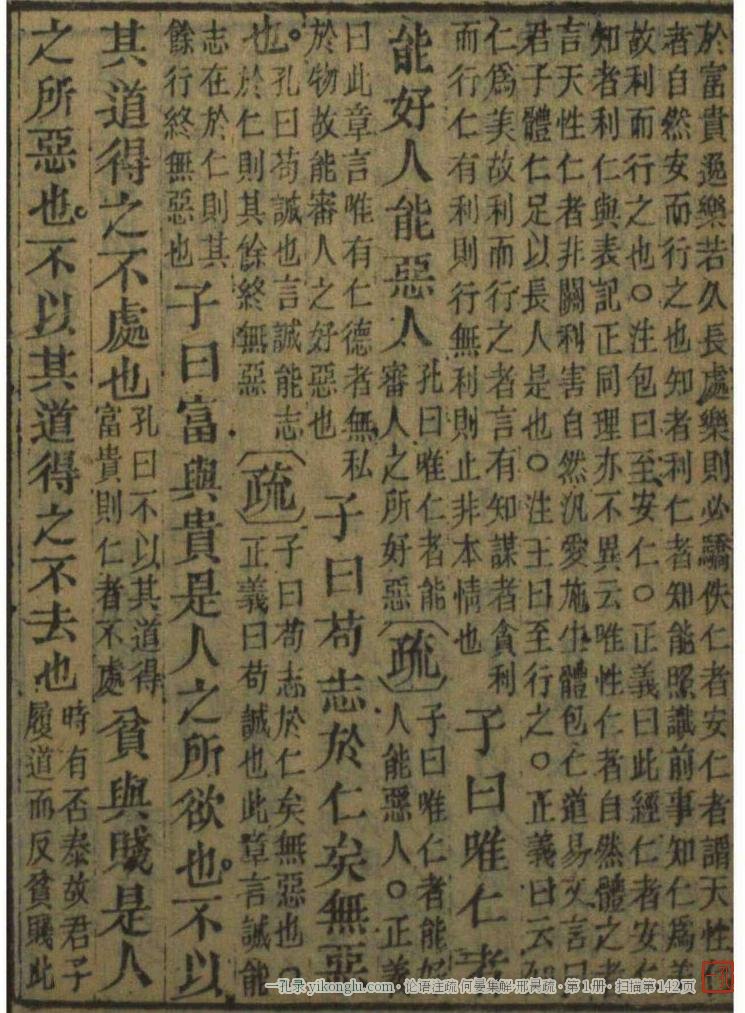 於富貴逸樂若久長處樂則必驕佚仁者安仁者謂天性
者自然安而行之也知者利仁者知能照識前事知仁爲美
故利而行之也○注包曰至安仁○正義曰此經仁者安
知者利仁與表記正同理亦不異云唯性仁者自然體之者
言天性仁者非關利害自然汎愛施生體包仁道易文言曰
君子體仁足以長人是也○注王曰至行之○正義曰云
仁爲美故利而行之者言有知謀者貪利
而行仁有利則行無利則止非本情也
子曰唯仁者
能好人能惡人
孔曰唯仁者能
審人之所好惡
疏
子曰唯仁者能好
人能惡人○正義
曰此章言唯有仁德者無私
於物故能審人之好惡也
子曰苟志於仁矣無惡
也
孔曰苟誠也言誠能志
於仁則其餘終無惡
疏
子曰苟志於仁矣無惡也
正義曰苟誠也此章言誠能
志在於仁則其
餘行終無惡也
子曰富與貴是人之所欲也不以
其道得之不處也
孔曰不以其道得
富貴則仁者不處
貧與賤是人
之所惡也不以其道得之不去也
時有否泰故君子
履道而反貧賤此
一孔录 yikonglu.com · 论语注疏 何晏集解 邢昺疏 · 第1册 · 扫描第142页